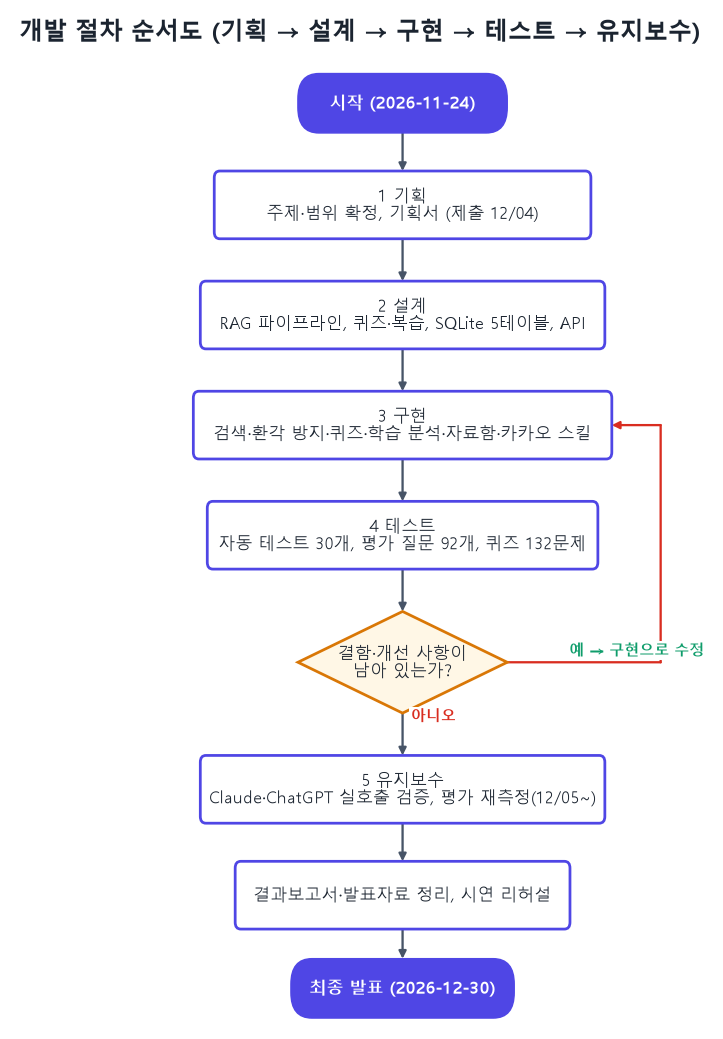 개발 절차 순서도 (기획 → 설계 → 구현 → 테스트 → 유지보수)
시작 (2026-11-24)
1 기획
주제·범위 확정, 기획서 (제출 12/04)
2 설계
RAG 파이프라인, 퀴즈·복습, SQLite 5테이블, API
3 구현
검색·환각 방지·퀴즈·학습 분석·자료함·카카오 스킬
4 테스트
자동 테스트 30개, 평가 질문 92개, 퀴즈 132문제
결함·개선 사항이
남아 있는가?
예 → 구현으로 수정
아니오
5 유지보수
Claude·ChatGPT 실호출 검증, 평가 재측정(12/05~)
결과보고서·발표자료 정리, 시연 리허설
최종 발표 (2026-12-30)